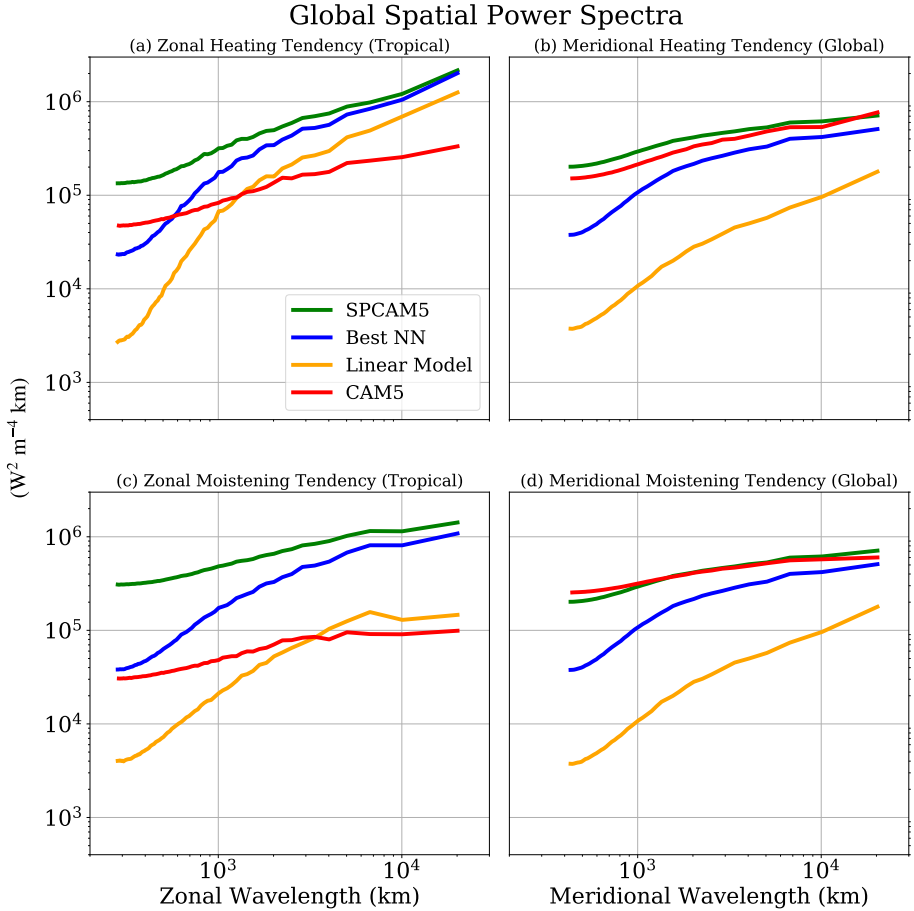 Global Spatial Power Spectra
(a) Zonal Heating Tendency (Tropical)
(b) Meridional Heating Tendency (Global)
10^6
10^5
10^4
10^3
SPCAM5
Best NN
Linear Model
CAM5
(W^2 m^−4 km)
(c) Zonal Moistening Tendency (Tropical)
(d) Meridional Moistening Tendency (Global)
10^6
10^5
10^4
10^3
10^3 10^4
10^3 10^4
Zonal Wavelength (km)
Meridional Wavelength (km)